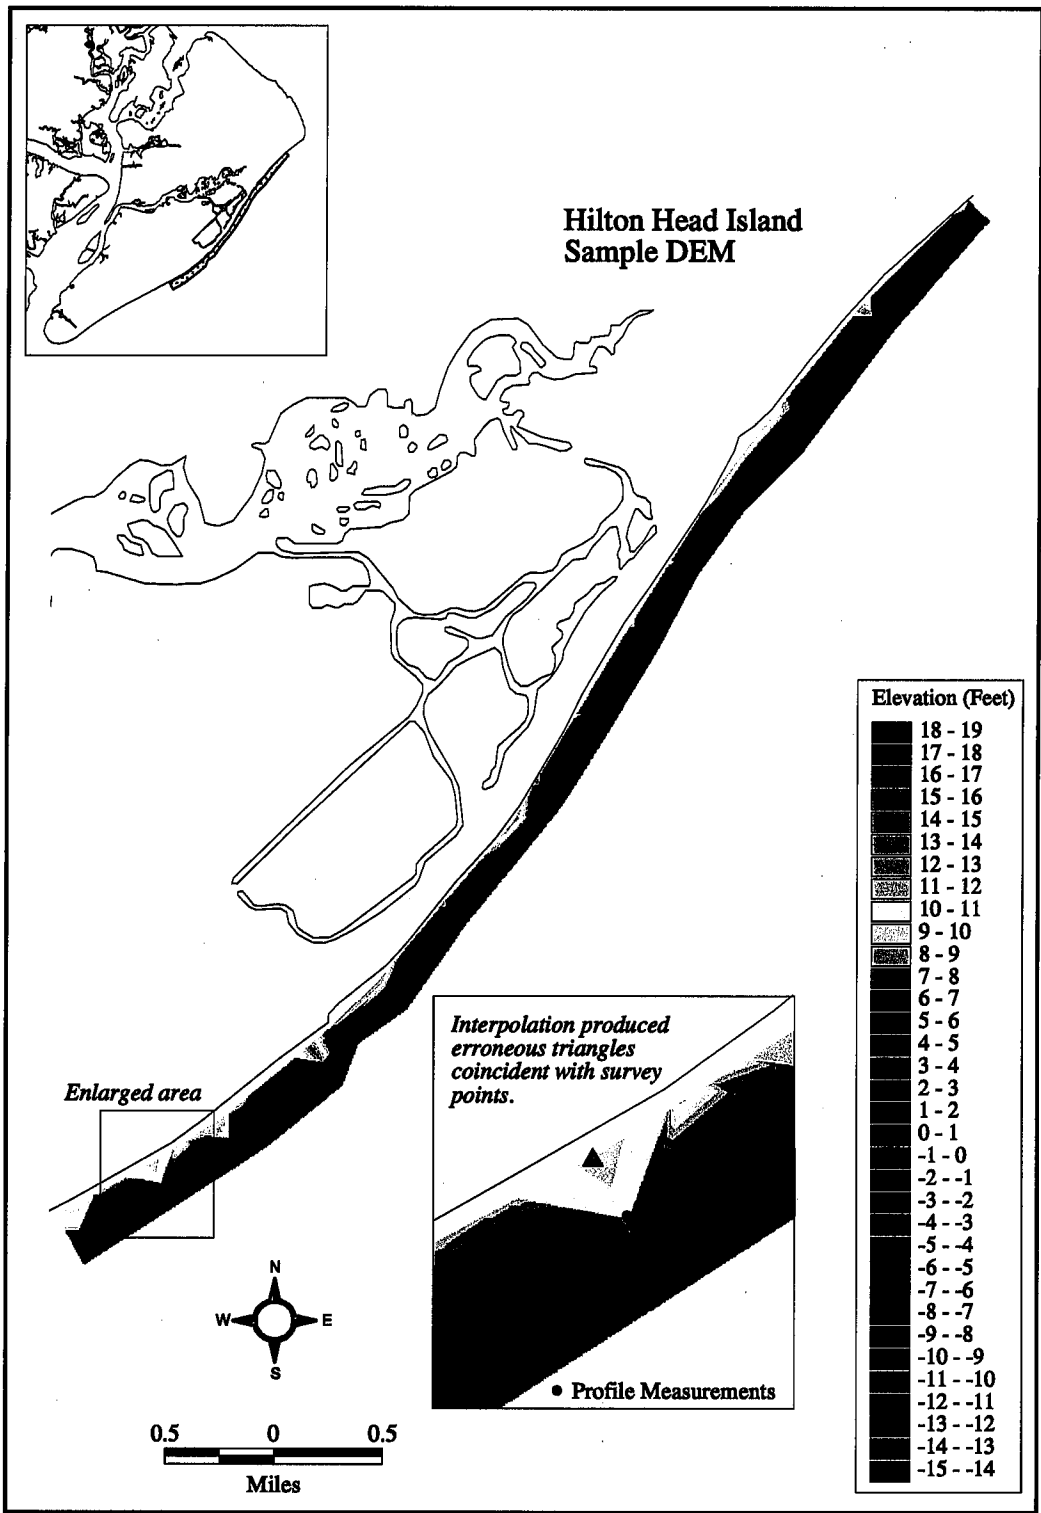 Hilton Head Island
Sample DEM
Elevation (Feet)
18 - 19
17 - 18
16 - 17
15 - 16
14 - 15
13 - 14
12 - 13
11 - 12
10 - 11
9 - 10
8 - 9
7 - 8
6 - 7
5 - 6
4 - 5
3 - 4
2 - 3
1 - 2
0 - 1
-1 - 0
-2 - -1
-3 - -2
-4 - -3
-5 - -4
-6 - -5
-7 - -6
-8 - -7
-9 - -8
-10 - -9
-11 - -10
-12 - -11
-13 - -12
-14 - -13
-15 - -14
Interpolation produced
erroneous triangles
coincident with survey
points.
Enlarged area
N
W E
S
Profile Measurements
0.5 0 0.5
Miles